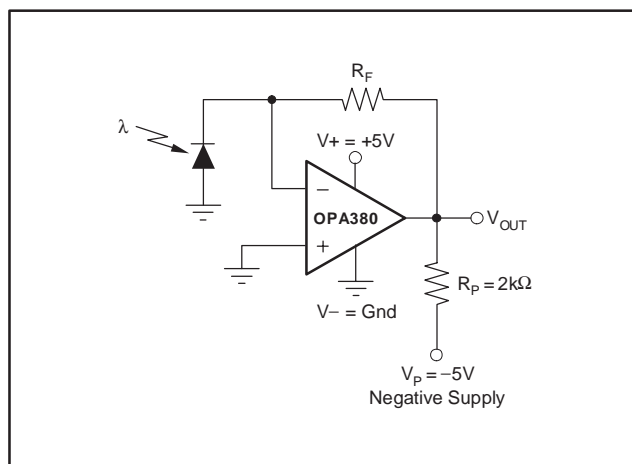 R_F
λ
V+ = +5V
−
OPA380
+
V_OUT
R_P = 2kΩ
V− = Gnd
V_P = −5V
Negative Supply